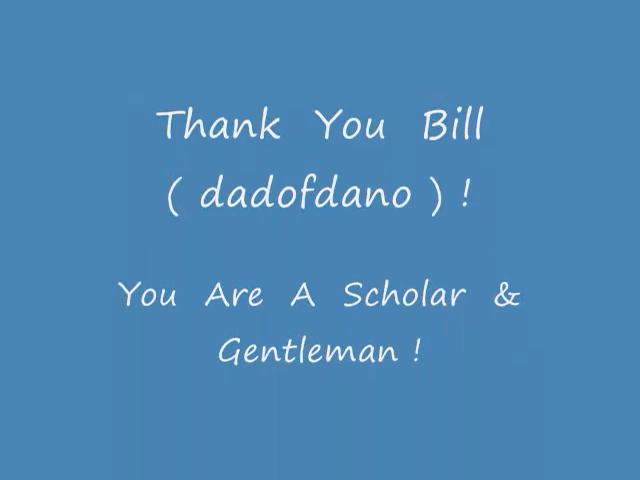 Thank You Bill
( dadofdano ) !
You Are A Scholar &
Gentleman !